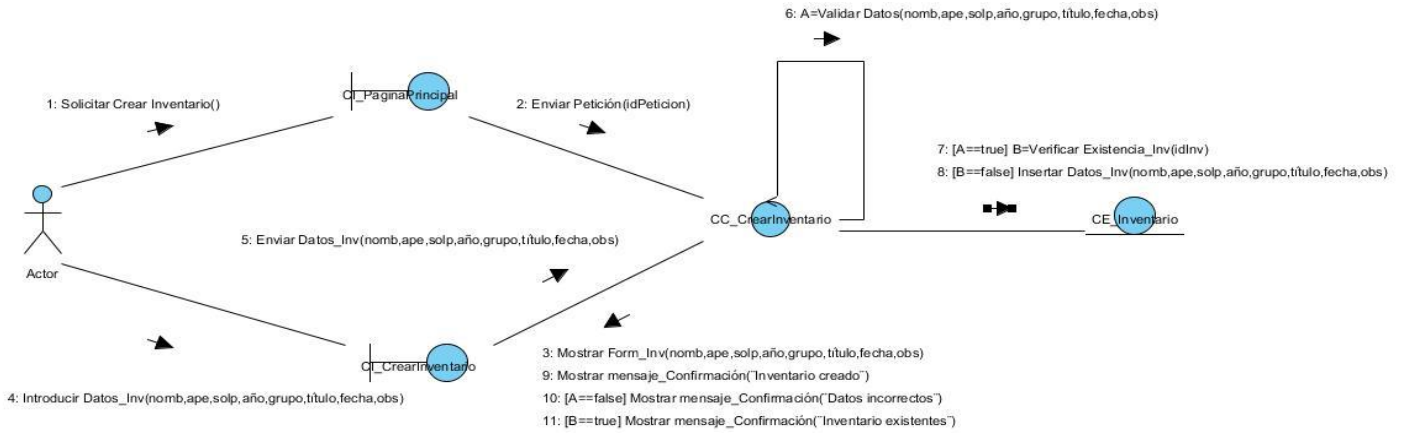 6: A=Validar Datos(nomb,ape,solp,año,grupo,título,fecha,obs)
CI_PaginaPrincipal
1: Solicitar Crear Inventario()
2: Enviar Petición(idPeticion)
7: [A==true] B=Verificar Existencia_Inv(idInv)
8: [B==false] Insertar Datos_Inv(nomb,ape,solp,año,grupo,título,fecha,obs)
CC_CrearInventario
CE_Inventario
5: Enviar Datos_Inv(nomb,ape,solp,año,grupo,título,fecha,obs)
Actor
3: Mostrar Form_Inv(nomb,ape,solp,año,grupo,título,fecha,obs)
CI_CrearInventario
9: Mostrar mensaje_Confirmación(¨Inventario creado¨)
4: Introducir Datos_Inv(nomb,ape,solp,año,grupo,título,fecha,obs)
10: [A==false] Mostrar mensaje_Confirmación(¨Datos incorrectos¨)
11: [B==true] Mostrar mensaje_Confirmación(¨Inventario existentes¨)